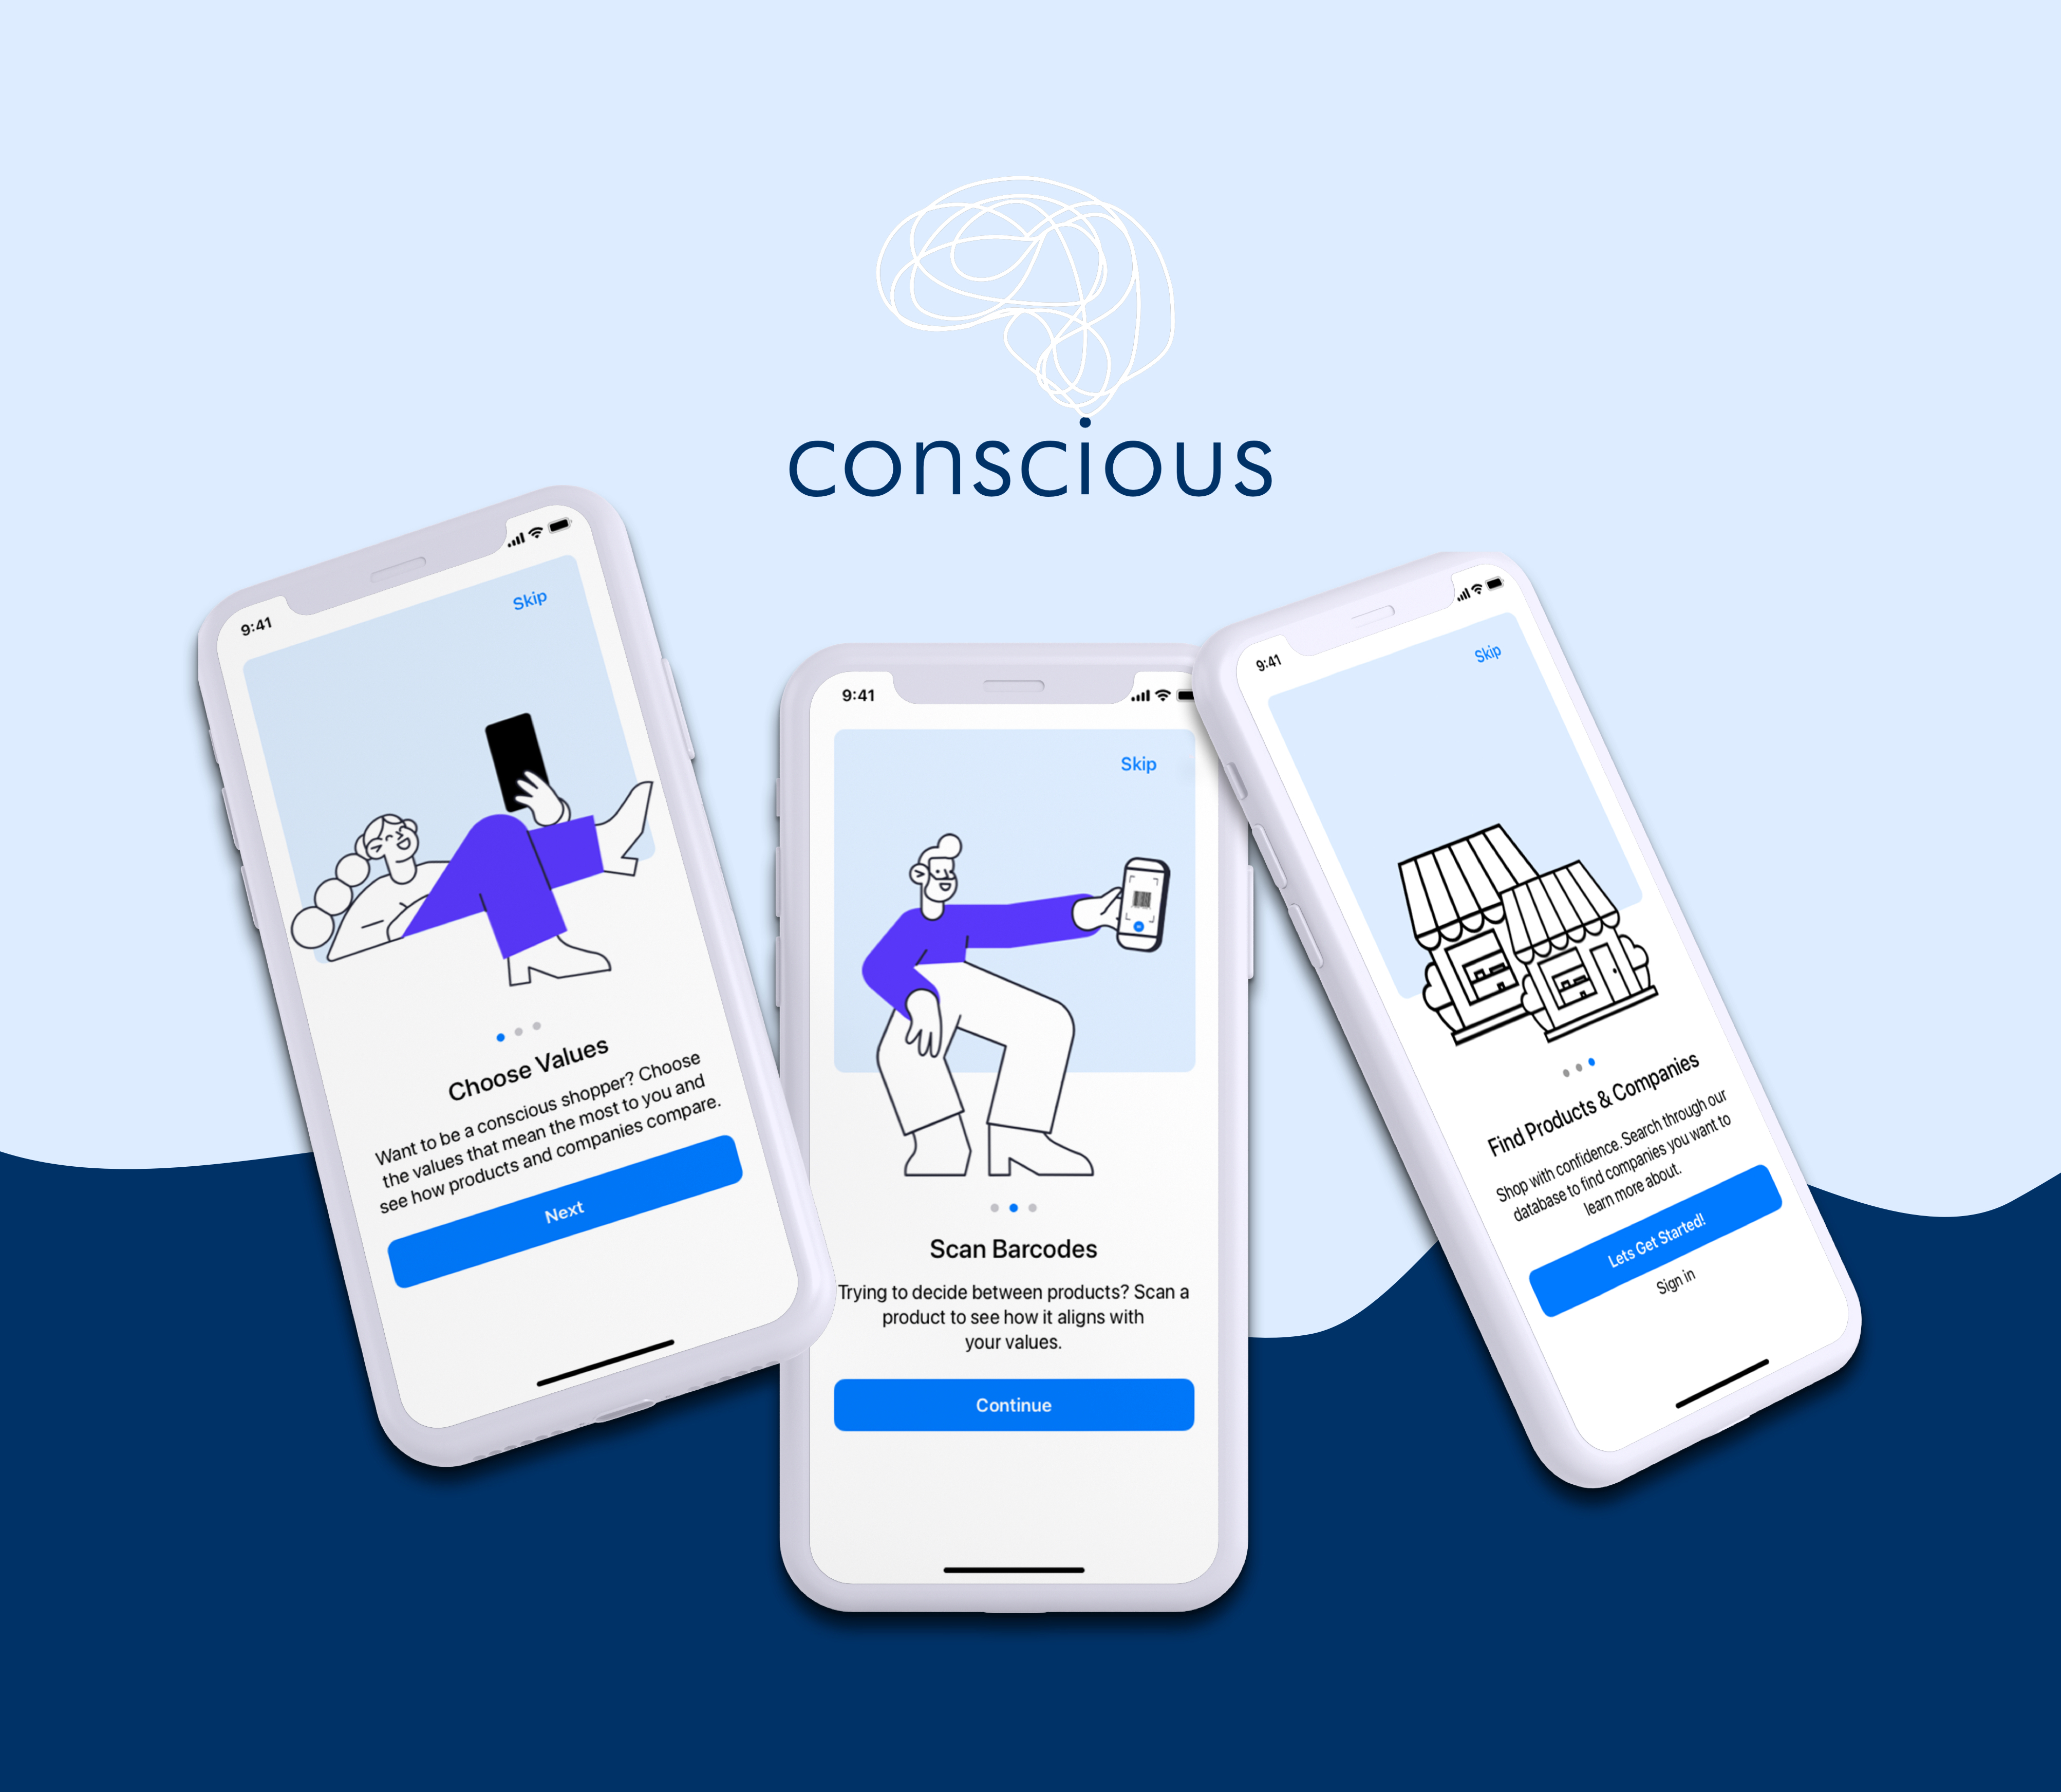 conscious
9:41
Skip
Choose Values
Want to be a conscious shopper? Choose
the values that mean the most to you and
see how products and companies compare.
Next
9:41
Skip
Scan Barcodes
Trying to decide between products? Scan a
product to see how it aligns with
your values.
Continue
9:41
Skip
Find Products & Companies
Shop with confidence. Search through our
database to find companies you want to
learn more about.
Lets Get Started!
Sign in